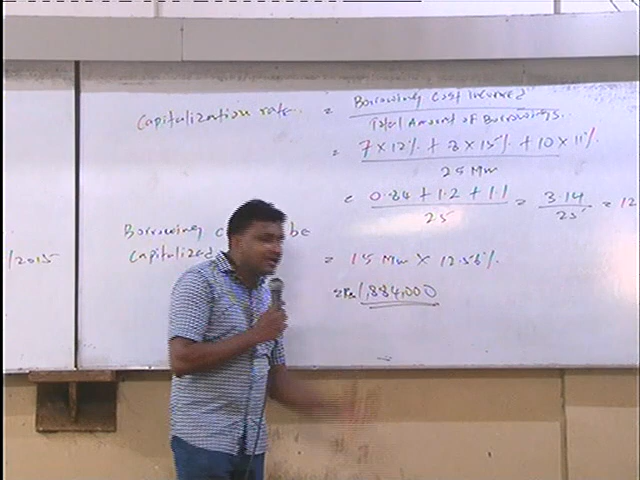 Capitalization rate = Borrowing Cost Incurred
Total Amount of Borrowings
= 7 x 12% + 8 x 15% + 10 x 11%
25 Mn
= 0.84 + 1.2 + 1.1 = 3.14 = 12
25 25
Borrowing be
Capitalized = 15 Mn x 12.56%
/2015
= Rs 1,884,000